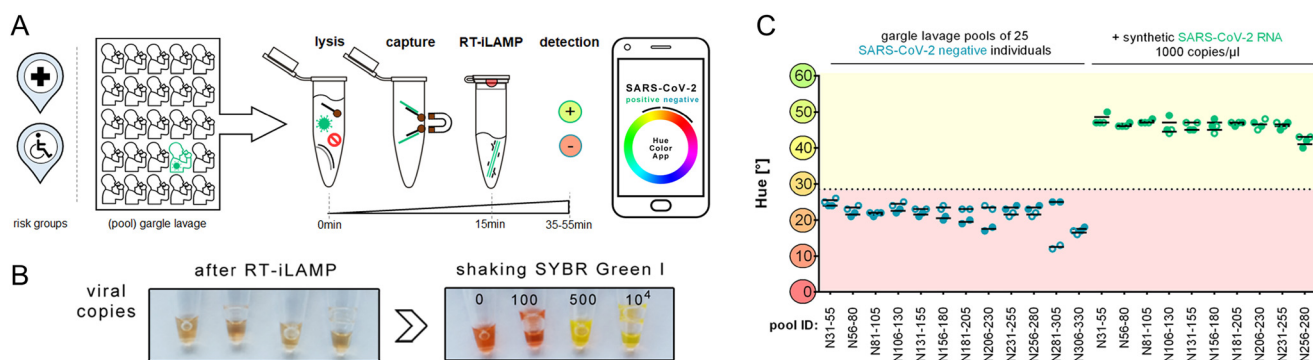 A
lysis
capture
RT-iLAMP
detection
SARS-CoV-2
positive negative
Hue
Color
App
+
-
risk groups
(pool) gargle lavage
0min
15min
35-55min
B
after RT-iLAMP
shaking SYBR Green I
viral
copies
0
100
500
10⁴
C
gargle lavage pools of 25
SARS-CoV-2 negative individuals
+ synthetic SARS-CoV-2 RNA
1000 copies/µl
Hue [°]
60
50
40
30
20
10
0
pool ID:
N31-55
N56-80
N81-105
N106-130
N131-155
N156-180
N181-205
N206-230
N231-255
N256-280
N281-305
N306-330
N31-55
N56-80
N81-105
N106-130
N131-155
N156-180
N181-205
N206-230
N231-255
N256-280